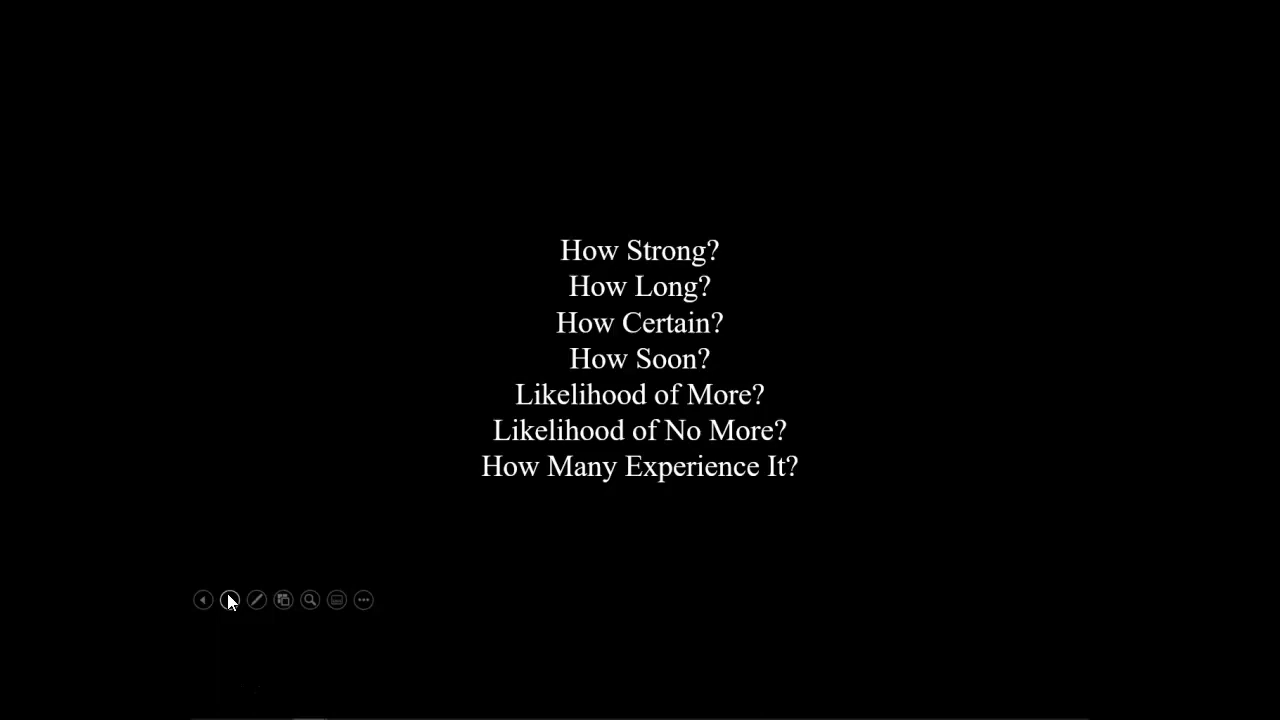 How Strong?
How Long?
How Certain?
How Soon?
Likelihood of More?
Likelihood of No More?
How Many Experience It?